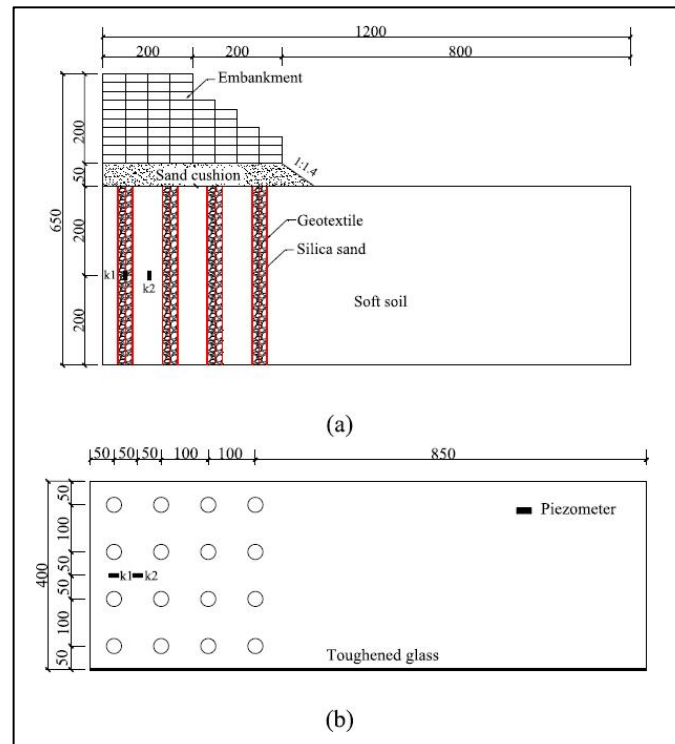 1200
200 200 800
Embankment
200
1:1.4
50
Sand cushion
650
200
Geotextile
Silica sand
k1
k2
Soft soil
200
(a)
50 50 50 100 100 850
50
Piezometer
100
400
50
k1 k2
50
100
Toughened glass
50
(b)